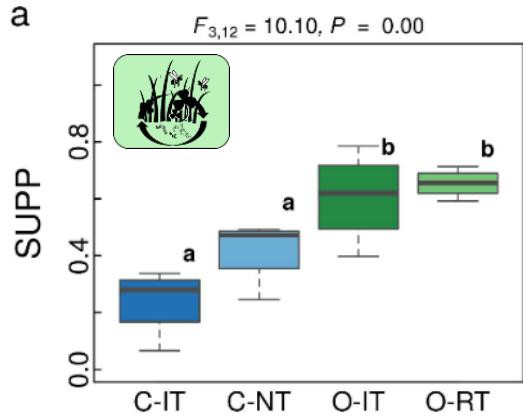 a
F3,12 = 10.10, P = 0.00
SUPP
0.8
0.4
0.0
a
a
b
b
C-IT C-NT O-IT O-RT